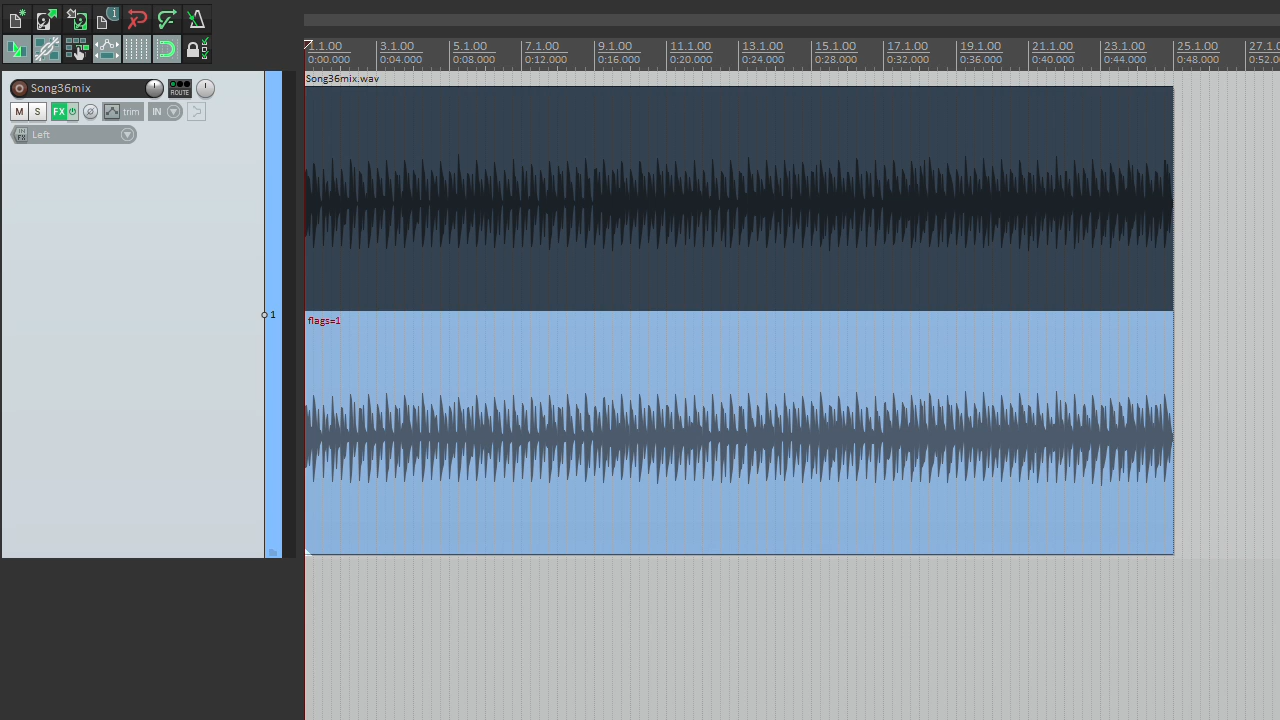 1.1.00 3.1.00 5.1.00 7.1.00 9.1.00 11.1.00 13.1.00 15.1.00 17.1.00 19.1.00 21.1.00 23.1.00 25.1.00 27.1.0
0:00.000 0:04.000 0:08.000 0:12.000 0:16.000 0:20.000 0:24.000 0:28.000 0:32.000 0:36.000 0:40.000 0:44.000 0:48.000 0:52.0
Song36mix.wav
Song36mix
ROUTE
M S FX trim IN
IN FX Left
1
flags=1